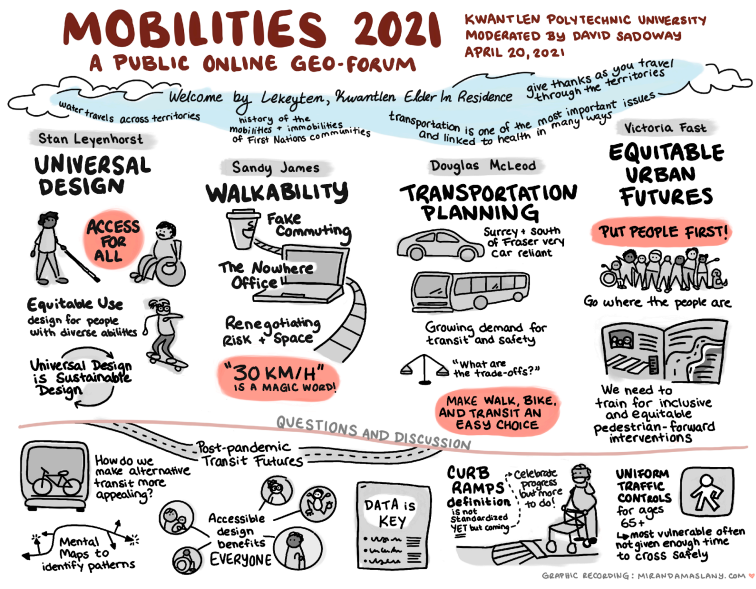 MOBILITIES 2021
A PUBLIC ONLINE GEO-FORUM
KWANTLEN POLYTECHNIC UNIVERSITY
MODERATED BY DAVID SADOWAY
APRIL 20, 2021
Welcome by Lekeyten, Kwantlen Elder In Residence
give thanks as you travel
through the territories
water travels across territories
history of the
mobilities + immobilities
of First Nations communities
transportation is one of the most important issues
and linked to health in many ways
Stan Leyenhorst
UNIVERSAL
DESIGN
ACCESS
FOR
ALL
Equitable Use
design for people
with diverse abilities
Universal Design
is Sustainable
Design
Sandy James
WALKABILITY
Fake
Commuting
The Nowhere
Office"
Renegotiating
Risk + Space
"30 KM/H"
IS A MAGIC WORD!
Douglas McLeod
TRANSPORTATION
PLANNING
Surrey + South
of Fraser very
car reliant
Growing demand for
transit and safety
"What are
the trade-offs?"
MAKE WALK, BIKE,
AND TRANSIT AN
EASY CHOICE
Victoria Fast
EQUITABLE
URBAN
FUTURES
PUT PEOPLE FIRST!
Go where the people are
We need to
train for inclusive
and equitable
pedestrian-forward
interventions
QUESTIONS AND DISCUSSION
How do we
make alternative
transit more
appealing?
Mental
Maps to
identify patterns
Post-pandemic
Transit Futures
Accessible
design
benefits
EVERYONE
DATA is
KEY
CURB
RAMPS
definition
is not
standardized
YET but coming
Celebrate
progress
but more
to do!
UNIFORM
TRAFFIC
CONTROLS
for ages
65+
most vulnerable often
not given enough time
to cross safely
GRAPHIC RECORDING: MIRANDAMASLANY.COM